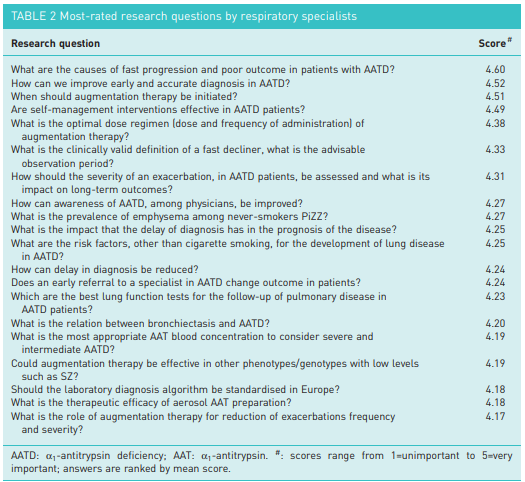 TABLE 2 Most-rated research questions by respiratory specialists
Research question Score#
What are the causes of fast progression and poor outcome in patients with AATD? 4.60
How can we improve early and accurate diagnosis in AATD? 4.52
When should augmentation therapy be initiated? 4.51
Are self-management interventions effective in AATD patients? 4.49
What is the optimal dose regimen (dose and frequency of administration) of 4.38
augmentation therapy?
What is the clinically valid definition of a fast decliner, what is the advisable 4.33
observation period?
How should the severity of an exacerbation, in AATD patients, be assessed and what is its 4.31
impact on long-term outcomes?
How can awareness of AATD, among physicians, be improved? 4.27
What is the prevalence of emphysema among never-smokers PiZZ? 4.27
What is the impact that the delay of diagnosis has in the prognosis of the disease? 4.25
What are the risk factors, other than cigarette smoking, for the development of lung disease 4.25
in AATD?
How can delay in diagnosis be reduced? 4.24
Does an early referral to a specialist in AATD change outcome in patients? 4.24
Which are the best lung function tests for the follow-up of pulmonary disease in 4.23
AATD patients?
What is the relation between bronchiectasis and AATD? 4.20
What is the most appropriate AAT blood concentration to consider severe and 4.19
intermediate AATD?
Could augmentation therapy be effective in other phenotypes/genotypes with low levels 4.19
such as SZ?
Should the laboratory diagnosis algorithm be standardised in Europe? 4.18
What is the therapeutic efficacy of aerosol AAT preparation? 4.18
What is the role of augmentation therapy for reduction of exacerbations frequency 4.17
and severity?
AATD: α₁-antitrypsin deficiency; AAT: α₁-antitrypsin. #: scores range from 1=unimportant to 5=very
important; answers are ranked by mean score.